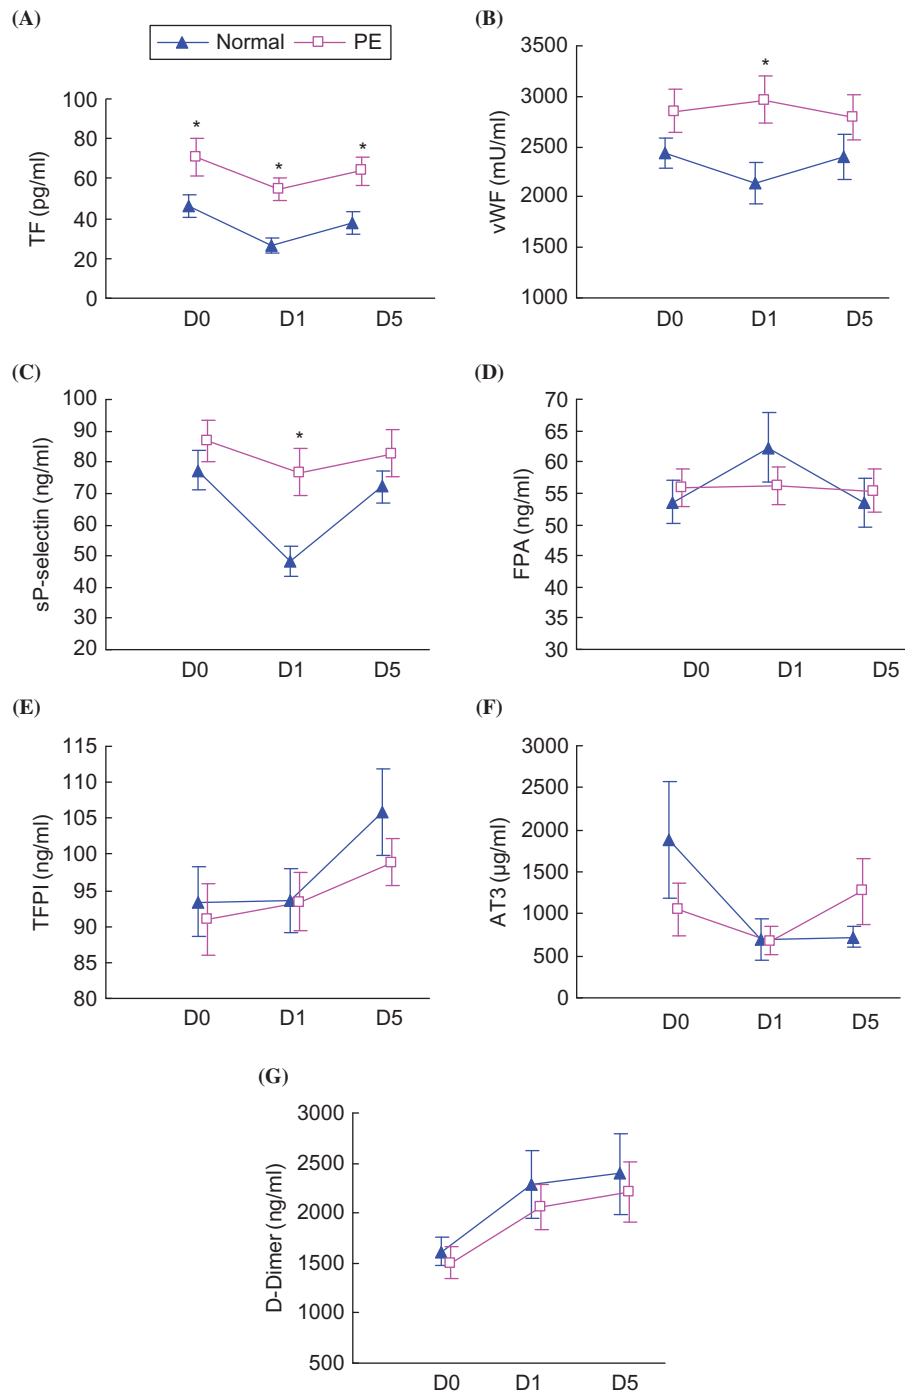 (A)
Normal PE
100
80
60
40
20
0
TF (pg/ml)
* * *
D0 D1 D5
(B)
3500
3000
2500
2000
1500
1000
vWF (mU/ml)
*
D0 D1 D5
(C)
100
90
80
70
60
50
40
30
20
sP-selectin (ng/ml)
*
D0 D1 D5
(D)
70
65
60
55
50
45
40
35
30
FPA (ng/ml)
D0 D1 D5
(E)
115
110
105
100
95
90
85
80
TFPI (ng/ml)
D0 D1 D5
(F)
3000
2500
2000
1500
1000
500
0
AT3 (µg/ml)
D0 D1 D5
(G)
3000
2500
2000
1500
1000
500
D-Dimer (ng/ml)
D0 D1 D5